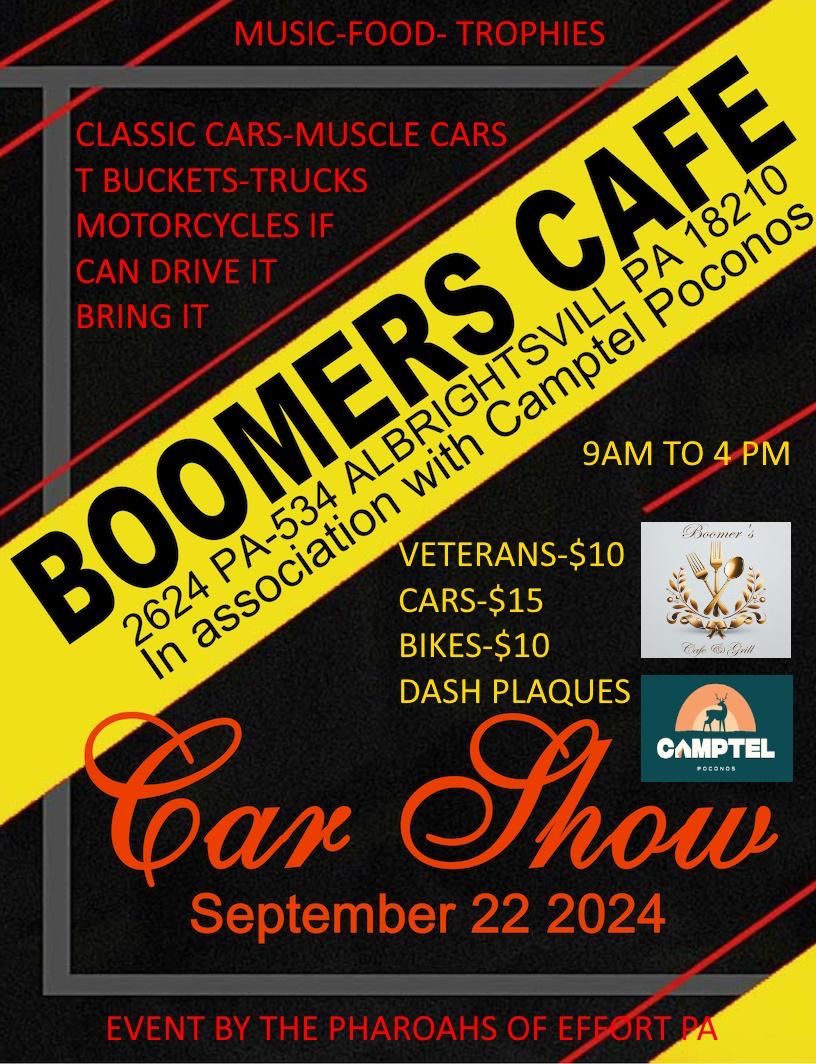 MUSIC-FOOD- TROPHIES
CLASSIC CARS-MUSCLE CARS
T BUCKETS-TRUCKS
MOTORCYCLES IF
CAN DRIVE IT
BRING IT
BOOMERS CAFE
2624 PA-534 ALBRIGHTSVILL PA 18210
In association with Camptel Poconos
9AM TO 4 PM
VETERANS-$10
CARS-$15
BIKES-$10
DASH PLAQUES
Boomer's
Cafe & Grill
CAMPTEL
POCONOS
Car Show
September 22 2024
EVENT BY THE PHAROAHS OF EFFORT PA